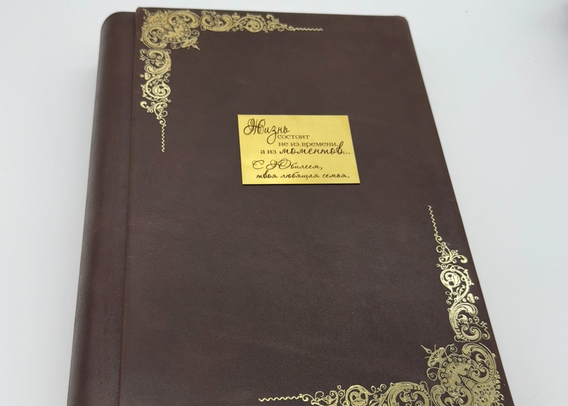 Жизнь
состоит
не из времени,
а из моментов...
С Юбилеем,
твоя любящая семья.